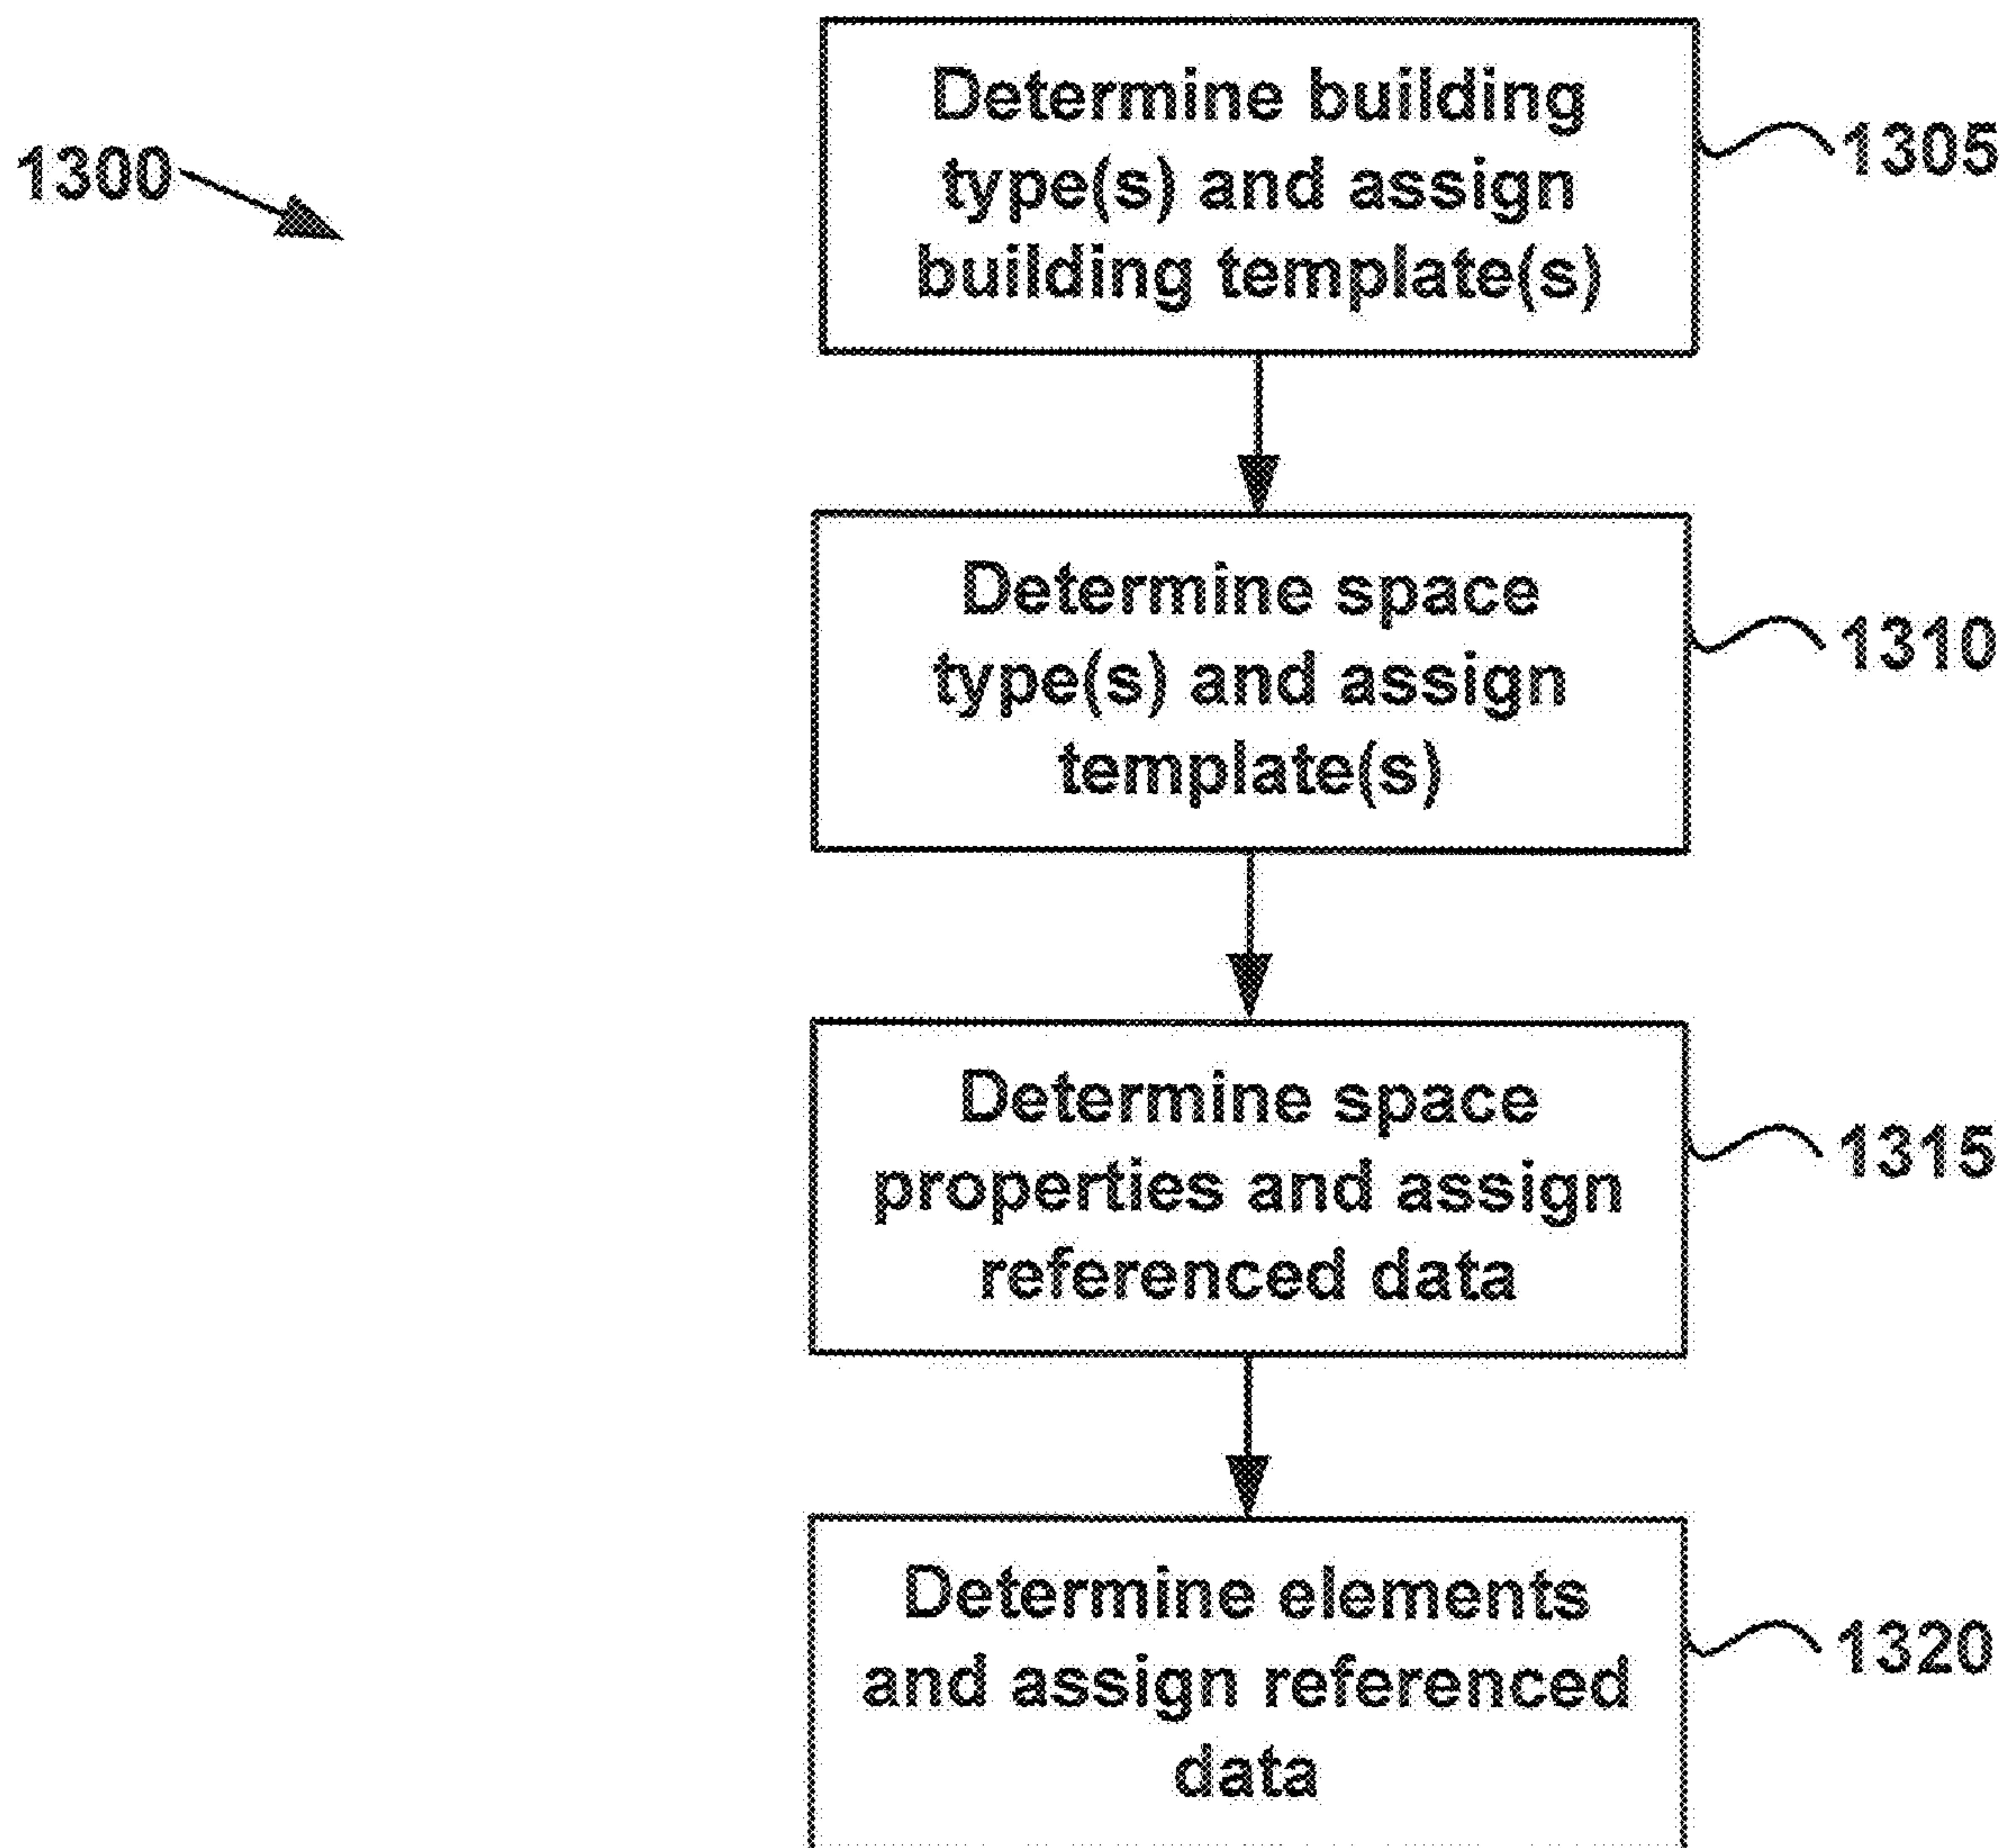 1300
Determine building
type(s) and assign
building template(s)
1305
Determine space
type(s) and assign
template(s)
1310
Determine space
properties and assign
referenced data
1315
Determine elements
and assign referenced
data
1320